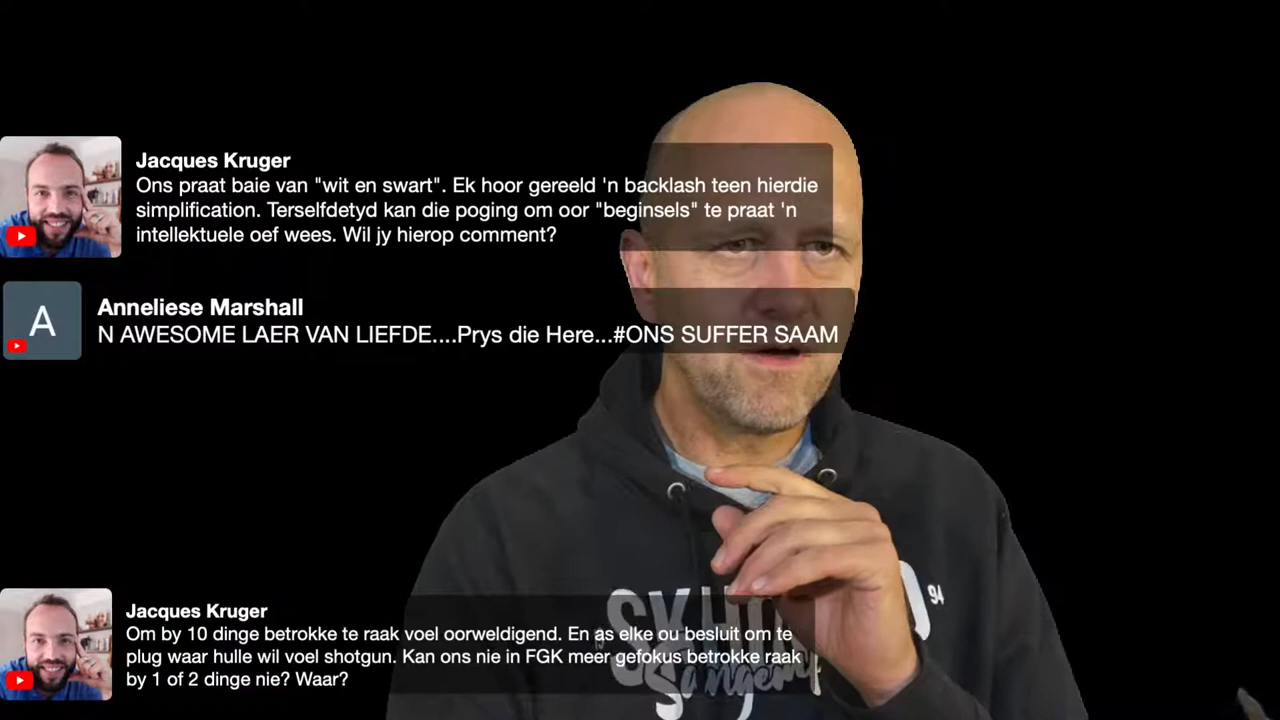 Jacques Kruger
Ons praat baie van "wit en swart". Ek hoor gereeld 'n backlash teen hierdie
simplification. Terselfdetyd kan die poging om oor "beginsels" te praat 'n
intellektuele oef wees. Wil jy hierop comment?
A
Anneliese Marshall
N AWESOME LAER VAN LIEFDE....Prys die Here...#ONS SUFFER SAAM
Jacques Kruger
Om by 10 dinge betrokke te raak voel oorweldigend. En as elke ou besluit om te
plug waar hulle wil voel shotgun. Kan ons nie in FGK meer gefokus betrokke raak
by 1 of 2 dinge nie? Waar?
94